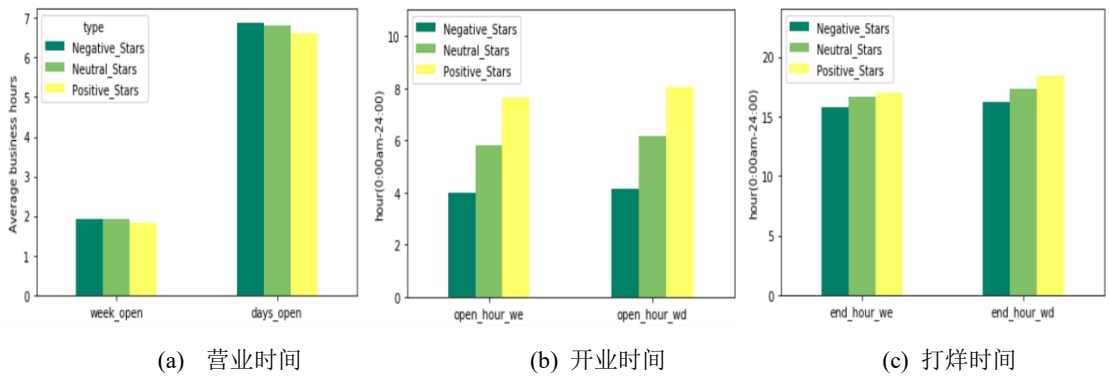 Average business hours
7
6
5
4
3
2
1
0
type
Negative_Stars
Neutral_Stars
Positive_Stars
week_open
days_open
(a) 营业时间
hour(0:00am-24:00)
10
8
6
4
2
0
Negative_Stars
Neutral_Stars
Positive_Stars
open_hour_we
open_hour_wd
(b) 开业时间
hour(0:00am-24:00)
20
15
10
5
0
Negative_Stars
Neutral_Stars
Positive_Stars
end_hour_we
end_hour_wd
(c) 打烊时间